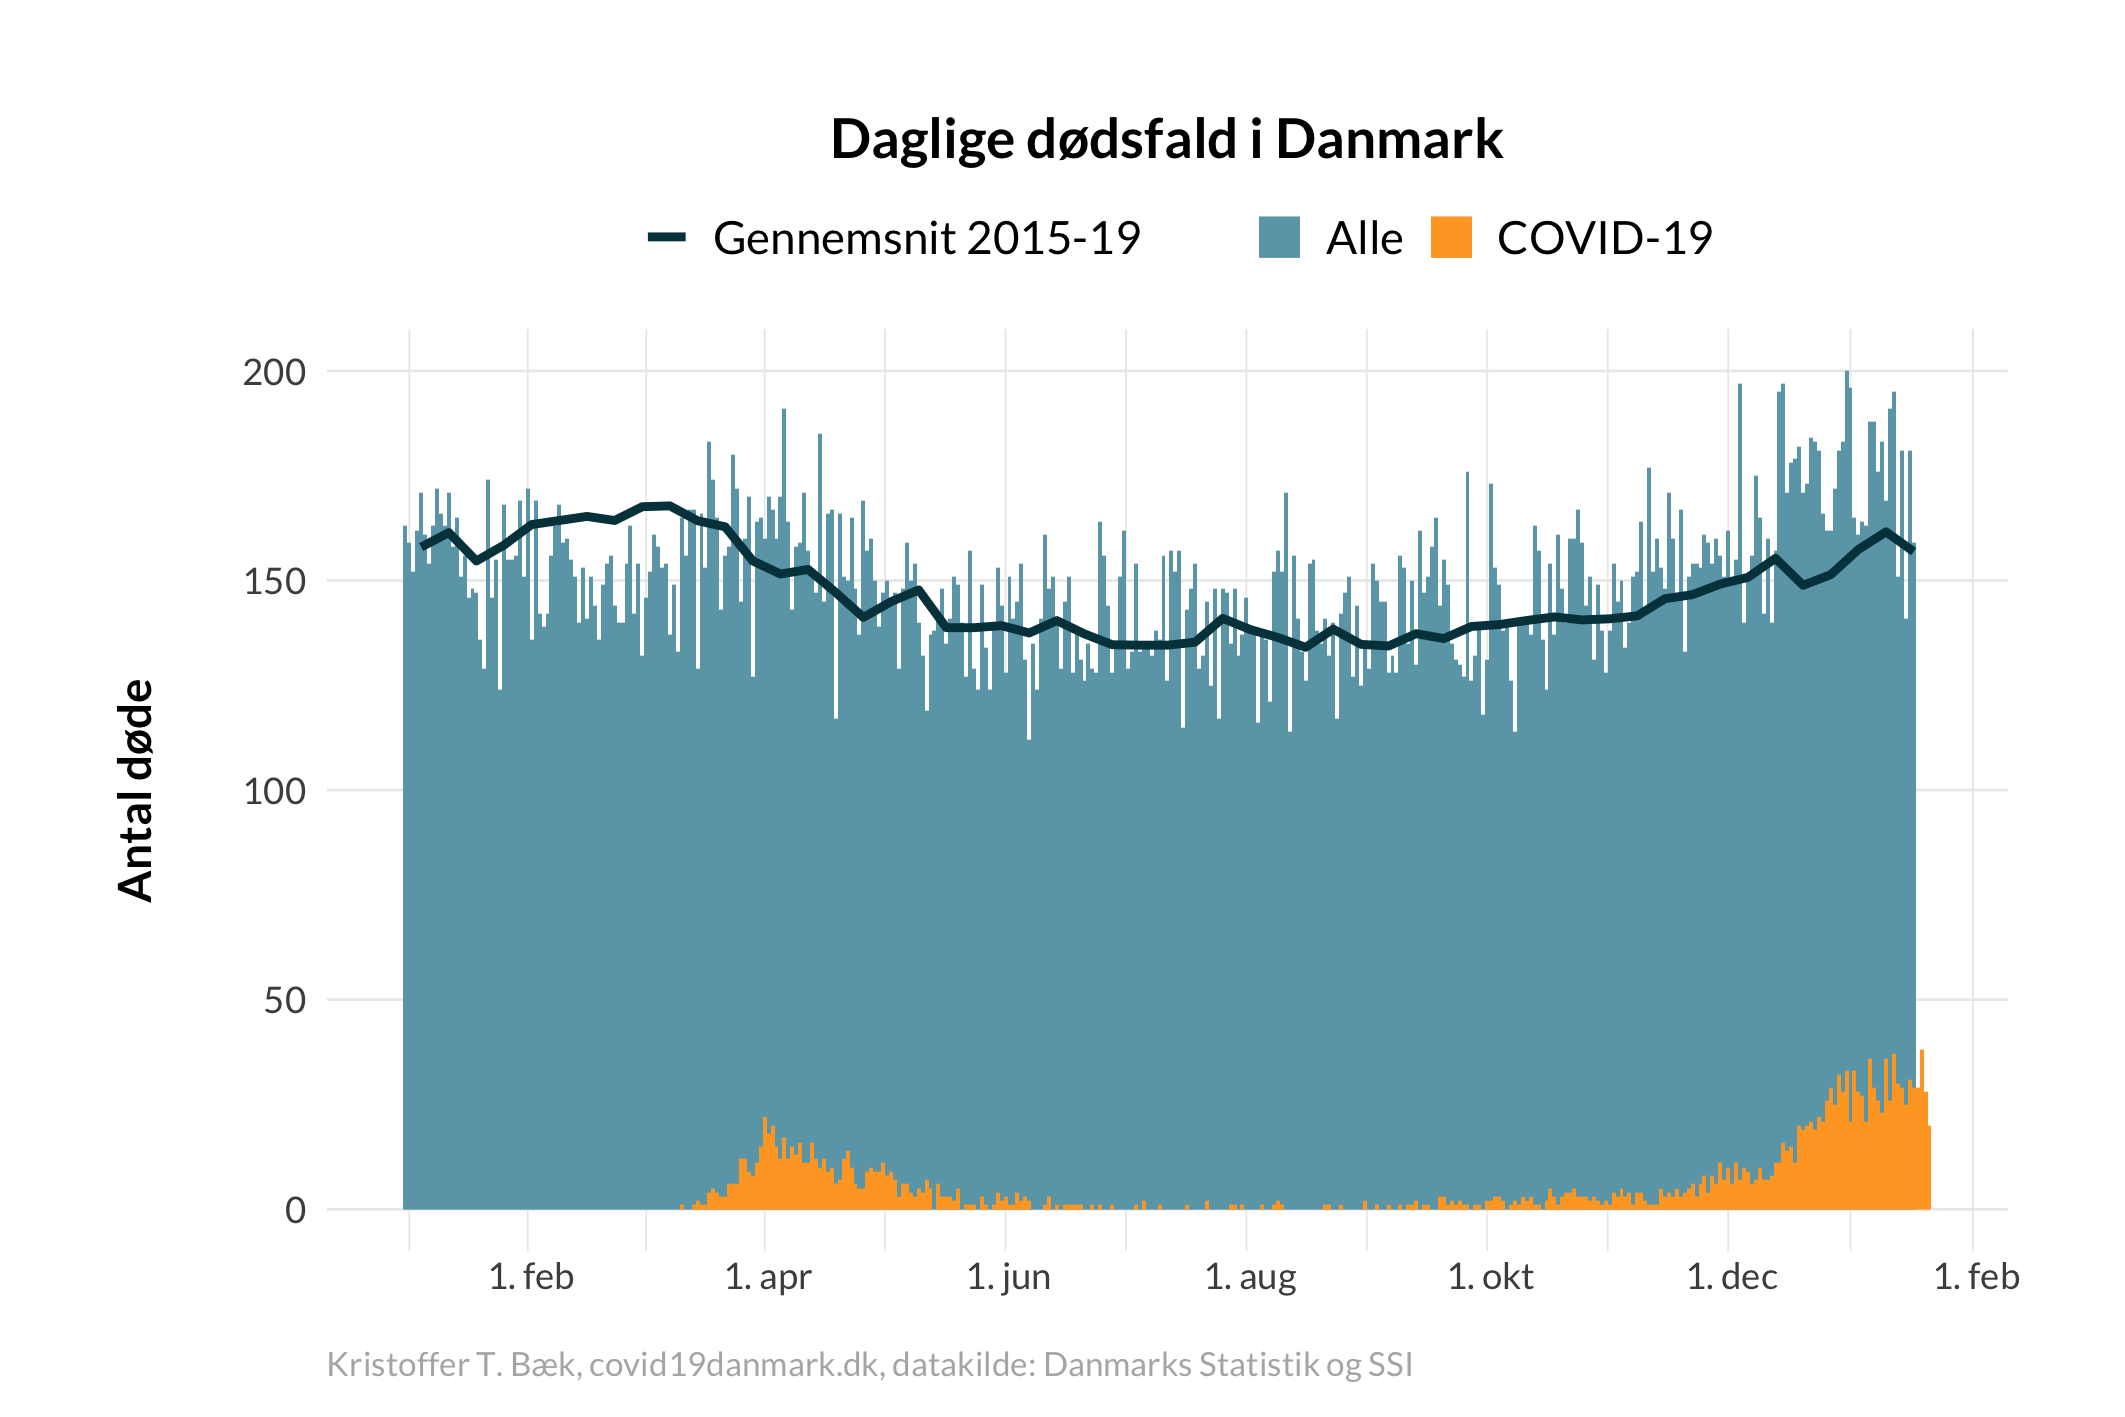 Daglige dødsfald i Danmark
Gennemsnit 2015-19 Alle COVID-19
Antal døde
200
150
100
50
0
1. feb 1. apr 1. jun 1. aug 1. okt 1. dec 1. feb
Kristoffer T. Bæk, covid19danmark.dk, datakilde: Danmarks Statistik og SSI